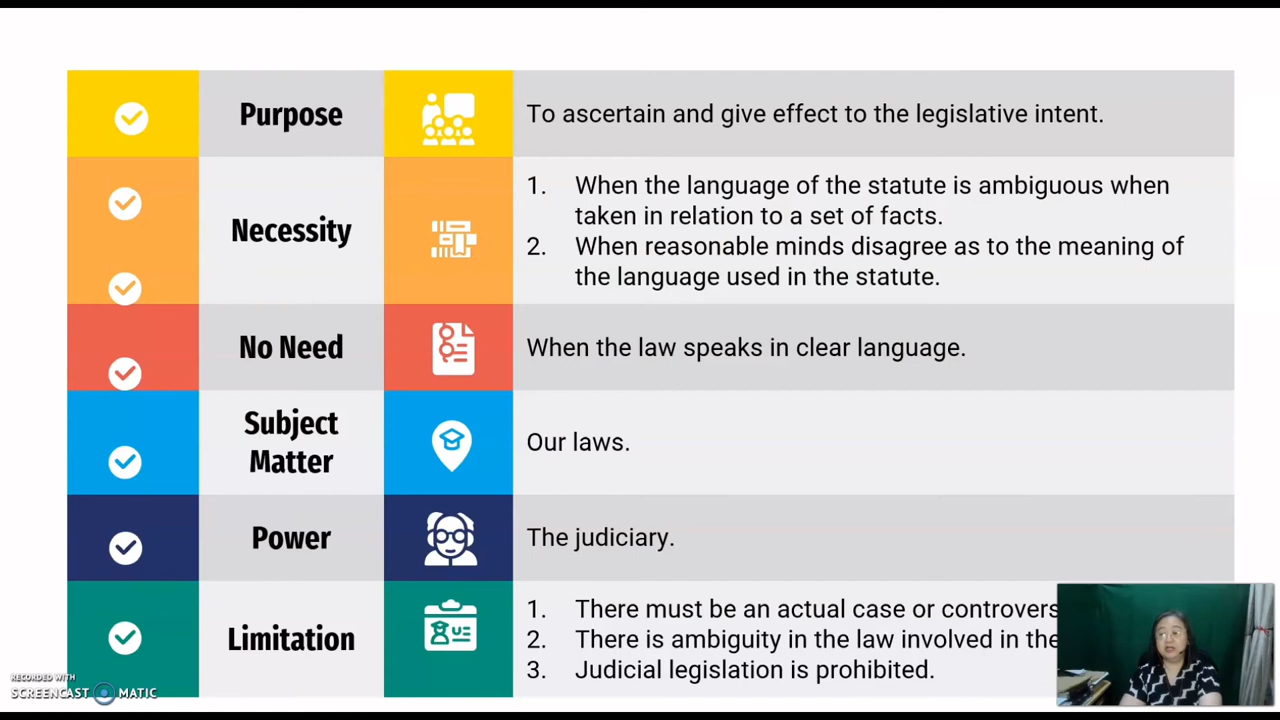 Purpose
To ascertain and give effect to the legislative intent.
Necessity
1. When the language of the statute is ambiguous when
taken in relation to a set of facts.
2. When reasonable minds disagree as to the meaning of
the language used in the statute.
No Need
When the law speaks in clear language.
Subject
Matter
Our laws.
Power
The judiciary.
Limitation
1. There must be an actual case or
2. There is ambiguity in the law involved in the
3. Judicial legislation is prohibited.
RECORDED WITH
SCREENCAST MATIC